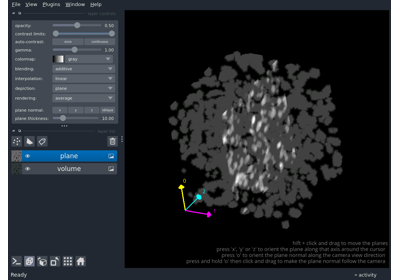 File View Plugins Window Help
opacity: 0.50
contrast limits:
auto-contrast: once continuous
gamma: 1.00
colormap: gray
blending: additive
interpolation: linear
depiction: plane
rendering: average
plane normal: x y z oblique
plane thickness: 10.00
plane
volume
0
shift + click and drag to move the planes
press 'x', 'y' or 'z' to orient the plane along that axis around the cursor
press 'o' to orient the plane normal along the camera view direction
press and hold 'o' then click and drag to make the plane normal follow the camera
Ready
activity